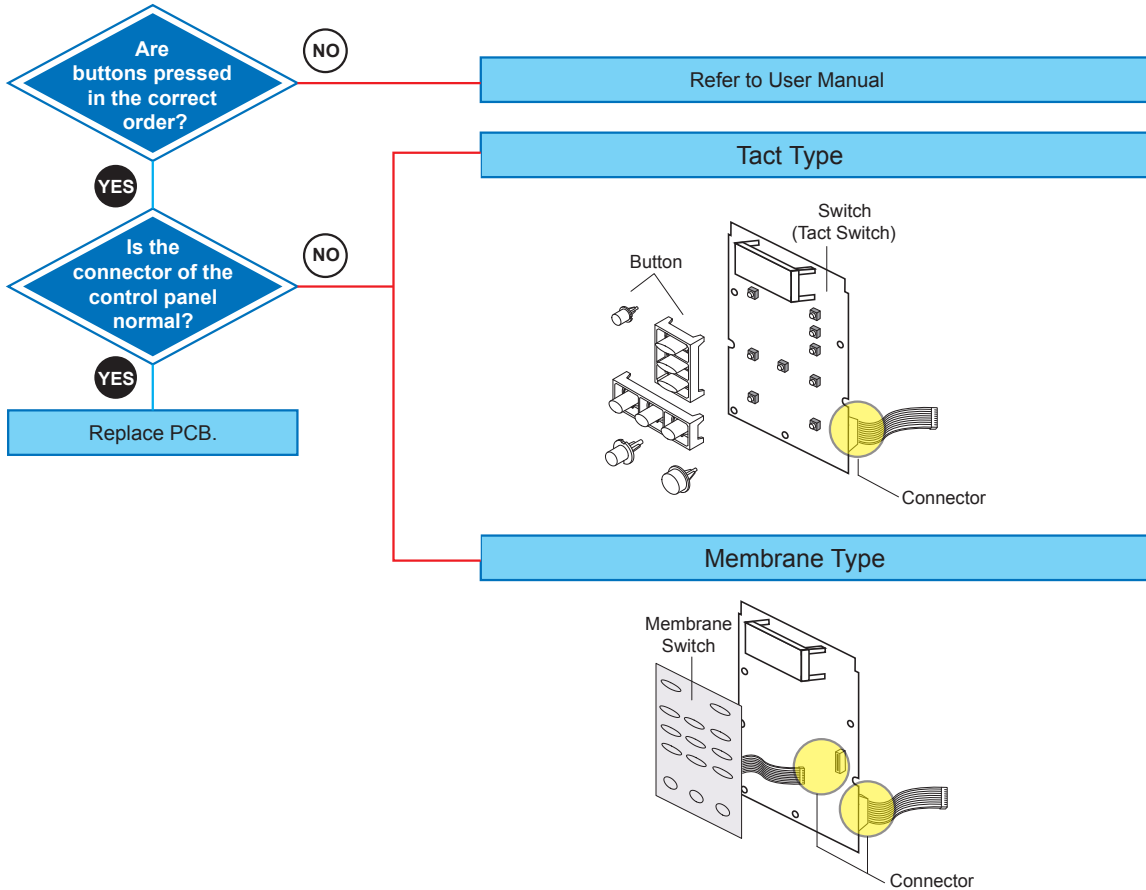 Are
buttons pressed
in the correct
order?
NO
Refer to User Manual
YES
Is the
connector of the
control panel
normal?
NO
YES
Replace PCB.
Tact Type
Switch
(Tact Switch)
Button
Connector
Membrane Type
Membrane
Switch
Connector